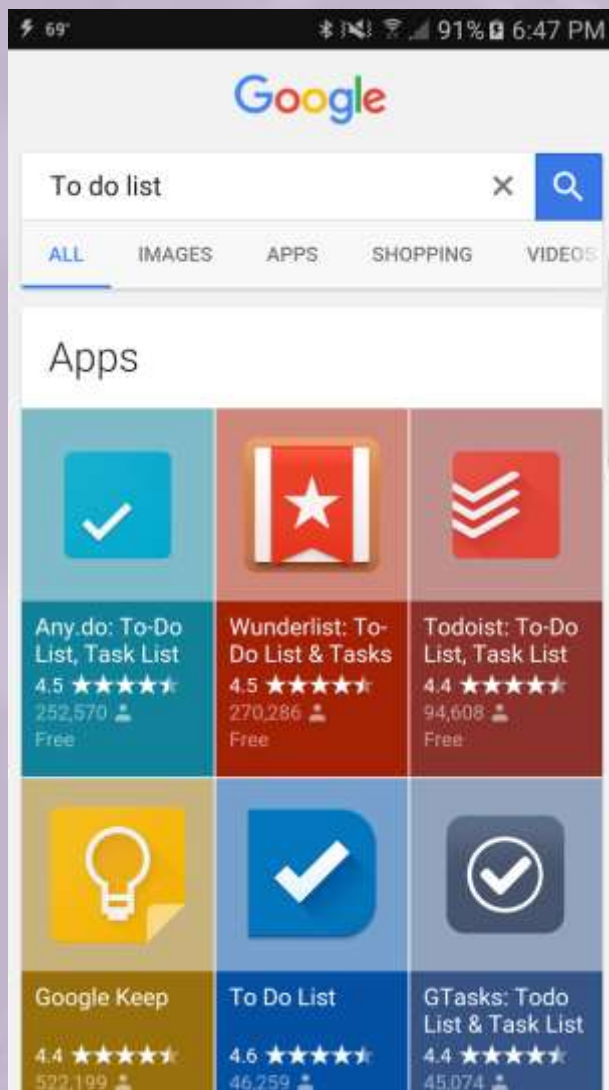 69° 91% 6:47 PM
Google
To do list
ALL IMAGES APPS SHOPPING VIDEOS
Apps
Any.do: To-Do
List, Task List
4.5
252,570
Free
Wunderlist: To-
Do List & Tasks
4.5
270,286
Free
Todoist: To-Do
List, Task List
4.4
94,608
Free
Google Keep
4.4
522,199
To Do List
4.6
46,259
GTasks: Todo
List & Task List
4.4
45,074